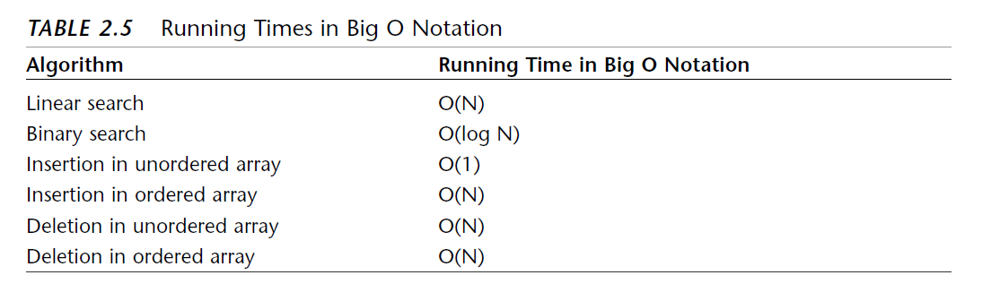 TABLE 2.5 Running Times in Big O Notation
Algorithm Running Time in Big O Notation
Linear search O(N)
Binary search O(log N)
Insertion in unordered array O(1)
Insertion in ordered array O(N)
Deletion in unordered array O(N)
Deletion in ordered array O(N)